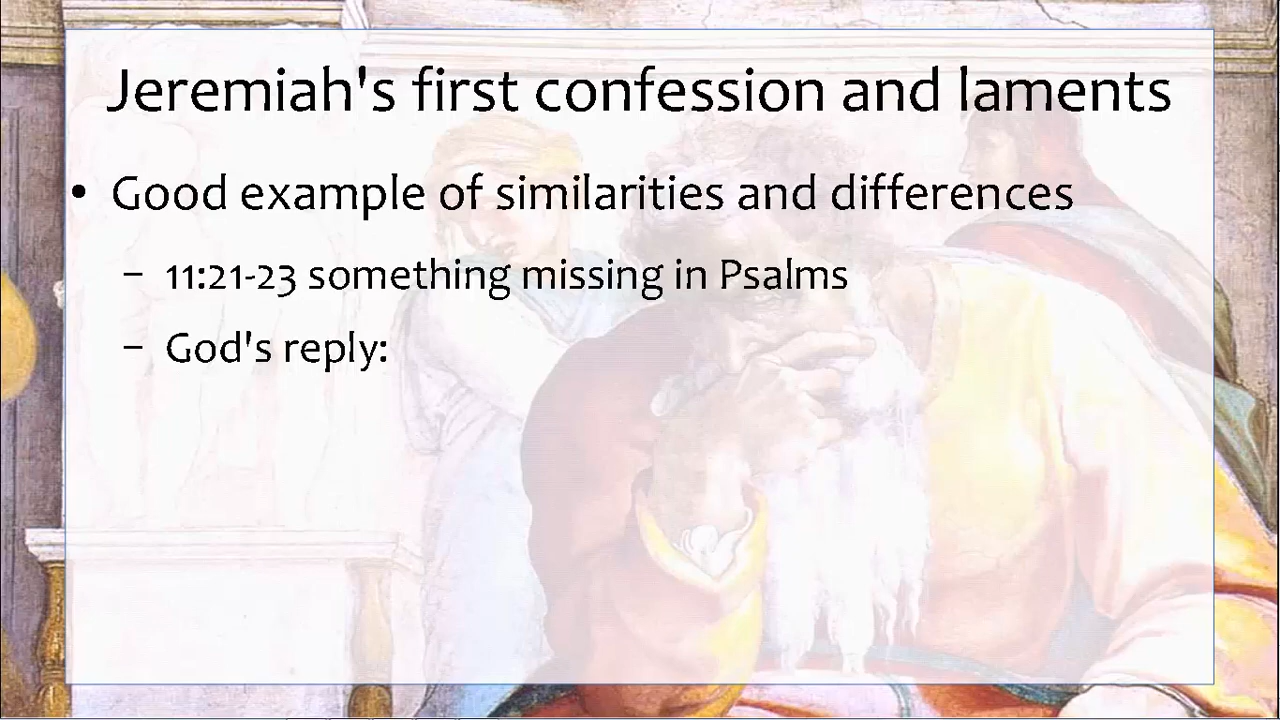 Jeremiah's first confession and laments
• Good example of similarities and differences
– 11:21-23 something missing in Psalms
– God's reply: